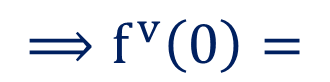 ⟹ fᵛ(0) =